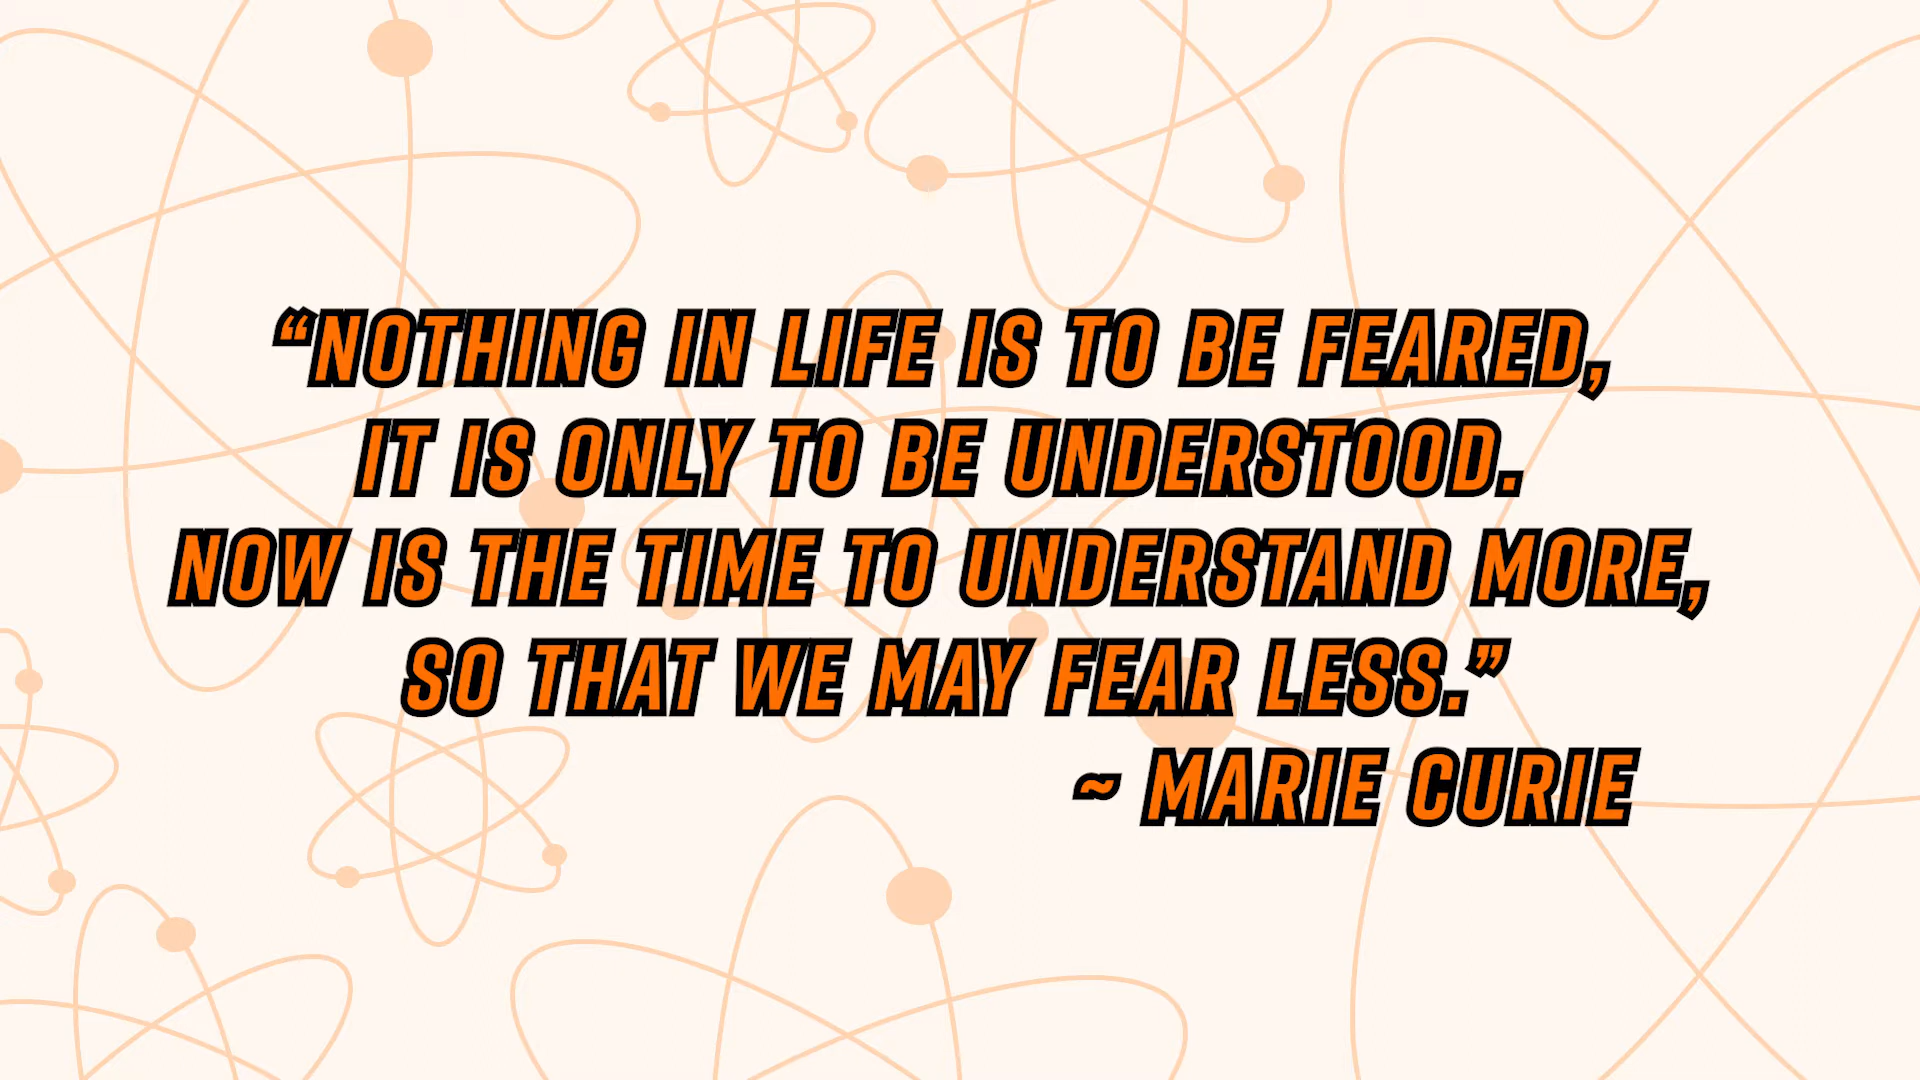 “NOTHING IN LIFE IS TO BE FEARED,
IT IS ONLY TO BE UNDERSTOOD.
NOW IS THE TIME TO UNDERSTAND MORE,
SO THAT WE MAY FEAR LESS.”
~ MARIE CURIE